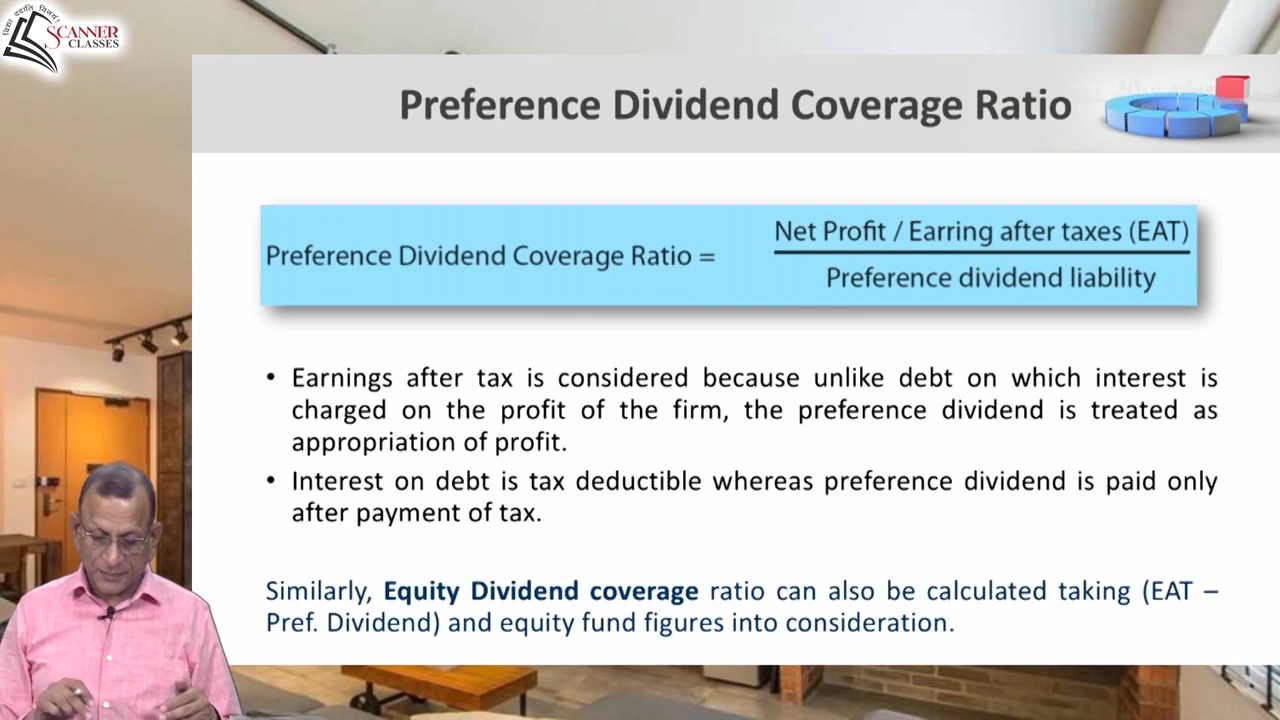 विद्या ददाति विनयं।
SCANNER
CLASSES
Preference Dividend Coverage Ratio
Preference Dividend Coverage Ratio =
Net Profit / Earring after taxes (EAT)
Preference dividend liability
• Earnings after tax is considered because unlike debt on which interest is
charged on the profit of the firm, the preference dividend is treated as
appropriation of profit.
• Interest on debt is tax deductible whereas preference dividend is paid only
after payment of tax.
Similarly, Equity Dividend coverage ratio can also be calculated taking (EAT –
Pref. Dividend) and equity fund figures into consideration.